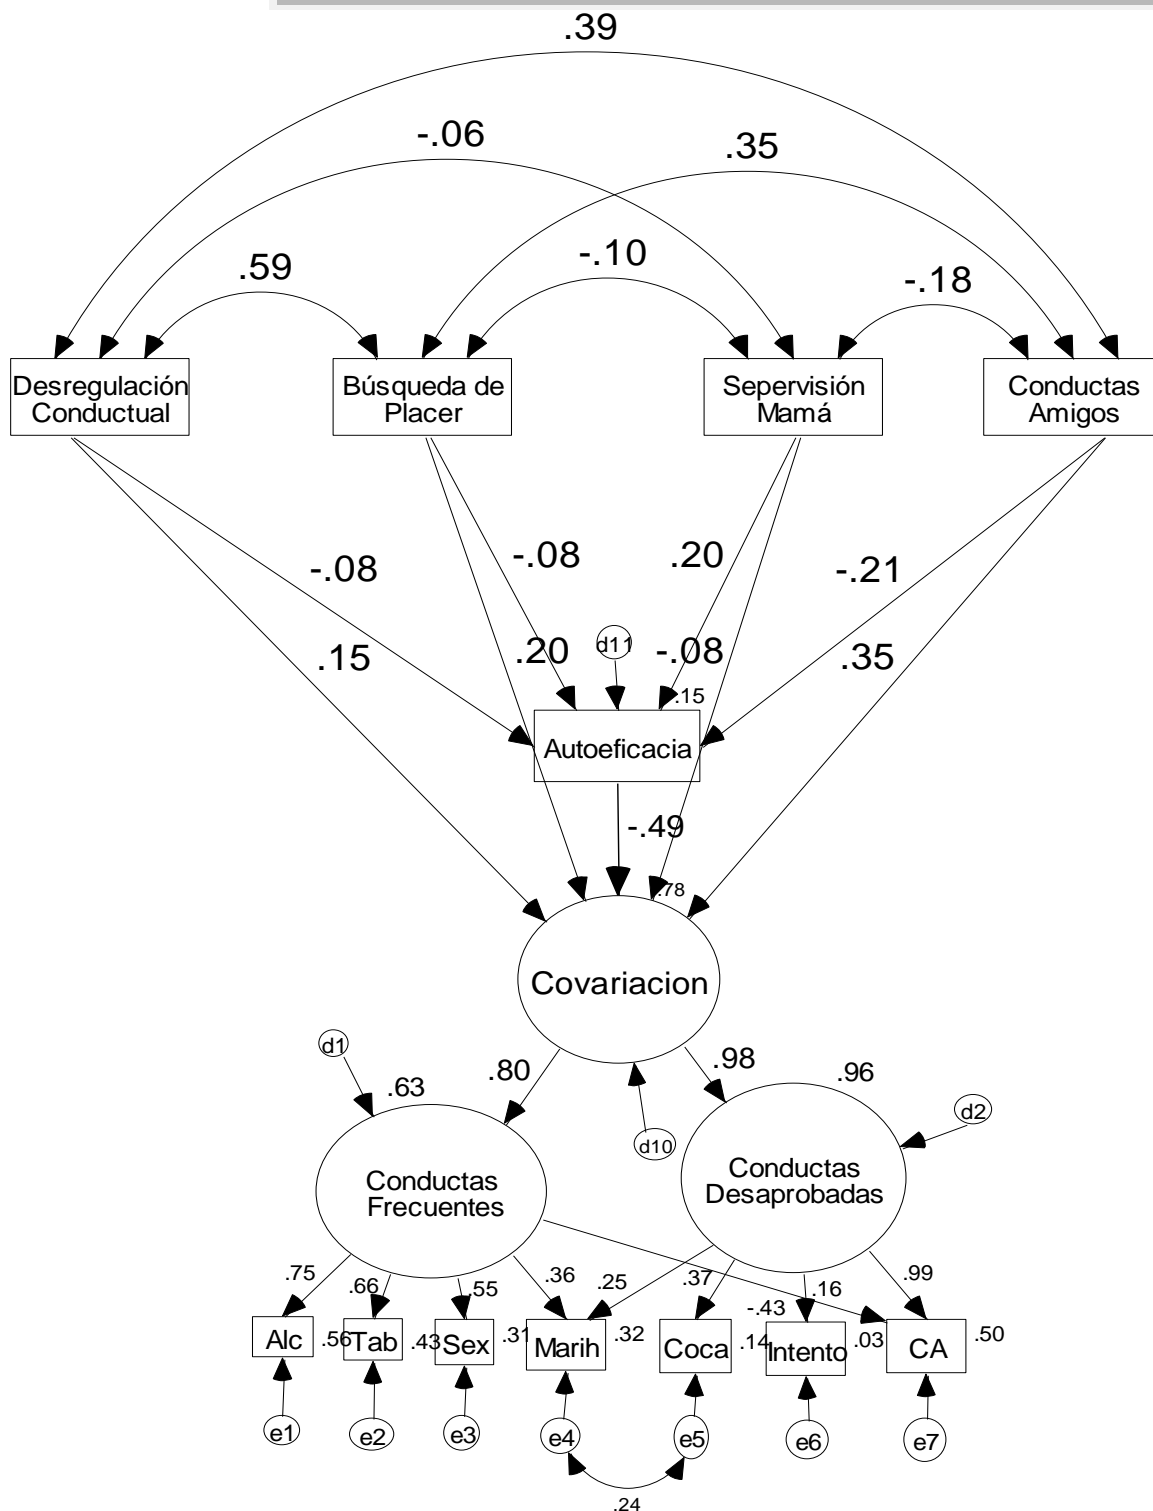 .39
-.06
.35
.59
-.10
-.18
Desregulación
Conductual
Búsqueda de
Placer
Sepervisión
Mamá
Conductas
Amigos
-.08
-.08
.20
-.21
.15
.20
d11
-.08
.35
.15
Autoeficacia
-.49
.78
Covariacion
d1
.80
.98
.63
.96
d10
d2
Conductas
Frecuentes
Conductas
Desaprobadas
.75
.66
.55
.36
.25
.37
-.43
.16
.99
Alc
.56
Tab
.43
Sex
.31
Marih
.32
Coca
.14
Intento
.03
CA
.50
e1
e2
e3
e4
e5
e6
e7
.24